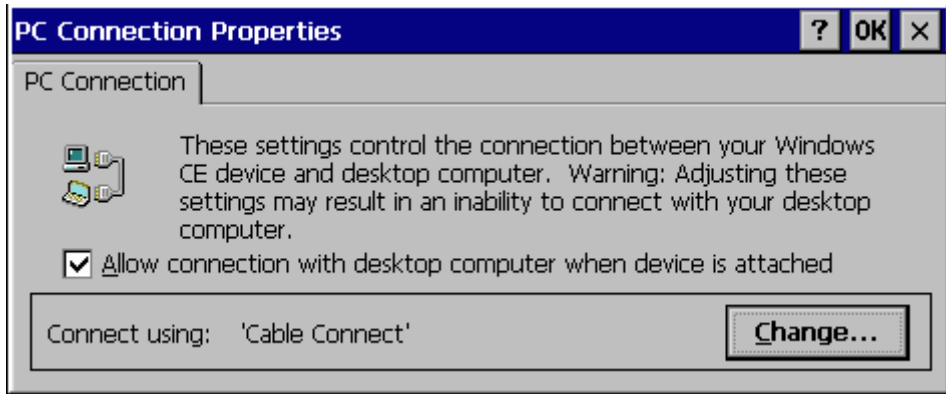 PC Connection Properties ? OK ×
PC Connection
These settings control the connection between your Windows
CE device and desktop computer.  Warning: Adjusting these
settings may result in an inability to connect with your desktop
computer.
Allow connection with desktop computer when device is attached
Connect using: 'Cable Connect' Change...